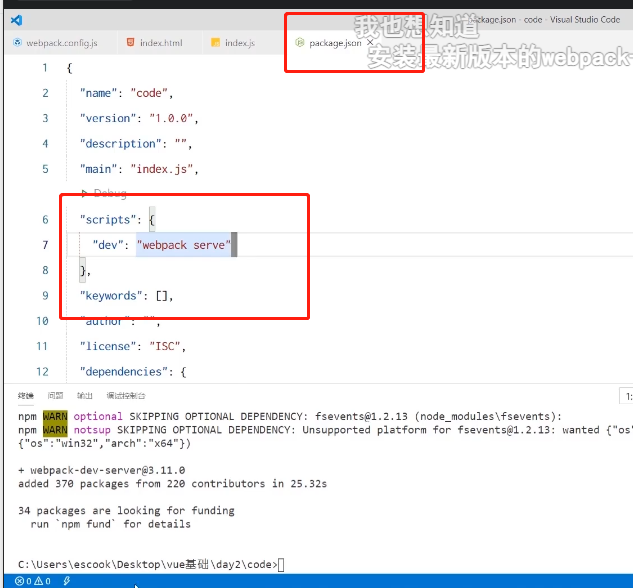 package.json - code - Visual Studio Code
我也想知道
安装最新版本的webpack-
webpack.config.js
index.html
index.js
package.json
1 {
2 "name": "code",
3 "version": "1.0.0",
4 "description": "",
5 "main": "index.js",
Debug
6 "scripts": {
7 "dev": "webpack serve"
8 },
9 "keywords": [],
10 "author": "",
11 "license": "ISC",
12 "dependencies": {
终端 问题 输出 调试控制台
1:
npm WARN optional SKIPPING OPTIONAL DEPENDENCY: fsevents@1.2.13 (node_modules\fsevents):
npm WARN notsup SKIPPING OPTIONAL DEPENDENCY: Unsupported platform for fsevents@1.2.13: wanted {"os"
{"os":"win32","arch":"x64"})
+ webpack-dev-server@3.11.0
added 370 packages from 220 contributors in 25.32s
34 packages are looking for funding
run `npm fund` for details
C:\Users\escook\Desktop\vue基础\day2\code>
0 0